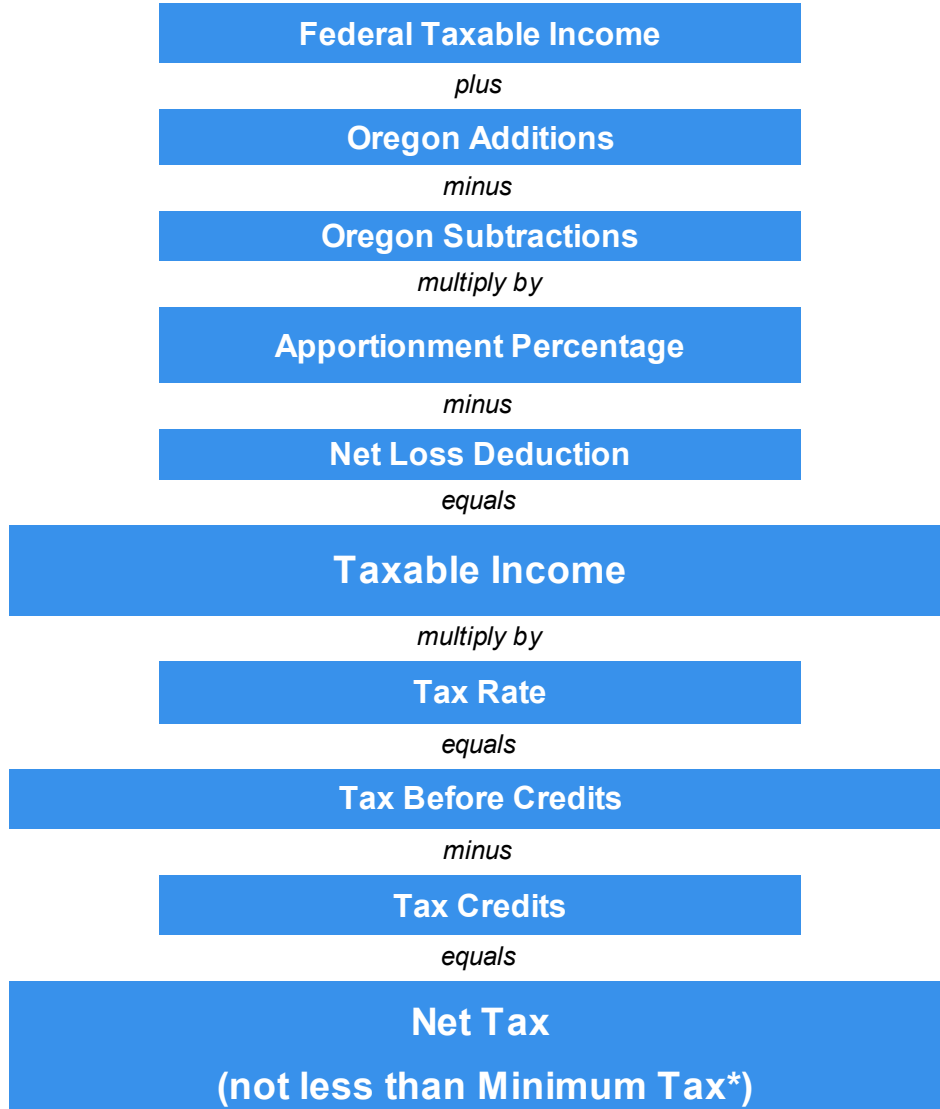 Federal Taxable Income
plus
Oregon Additions
minus
Oregon Subtractions
multiply by
Apportionment Percentage
minus
Net Loss Deduction
equals
Taxable Income
multiply by
Tax Rate
equals
Tax Before Credits
minus
Tax Credits
equals
Net Tax
(not less than Minimum Tax*)